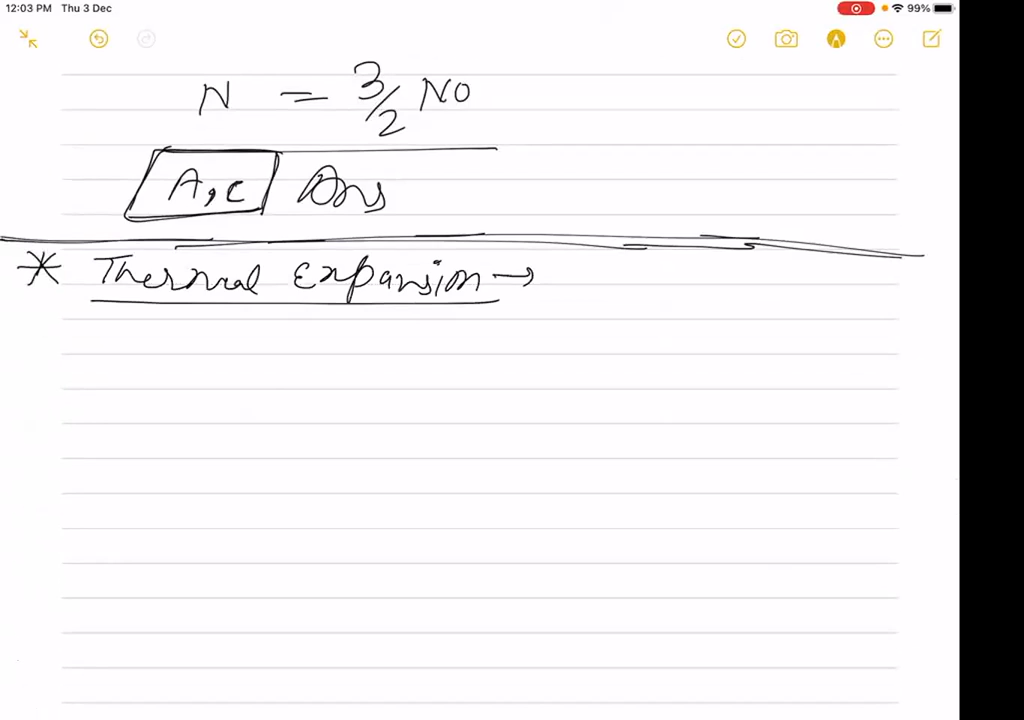 12:03 PM Thu 3 Dec 99%
N = 3/2 No
A, C Ans
* Thermal Expansion →